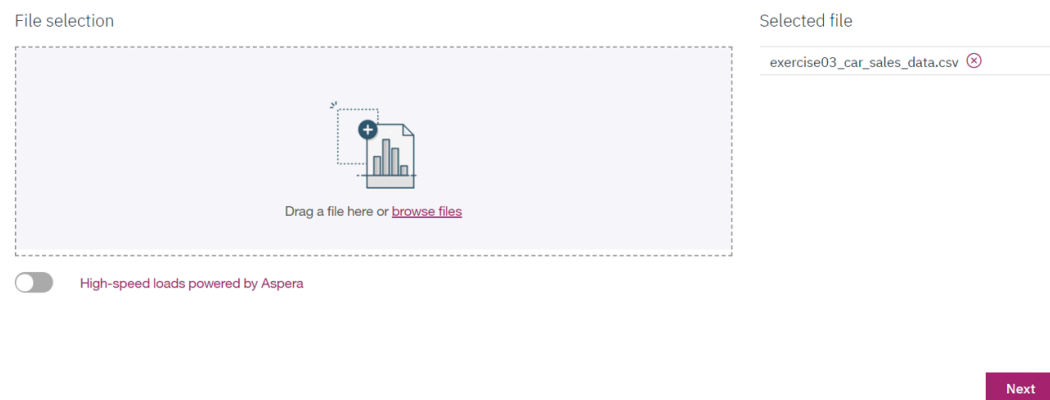 File selection
Selected file
exercise03_car_sales_data.csv
Drag a file here or browse files
High-speed loads powered by Aspera
Next